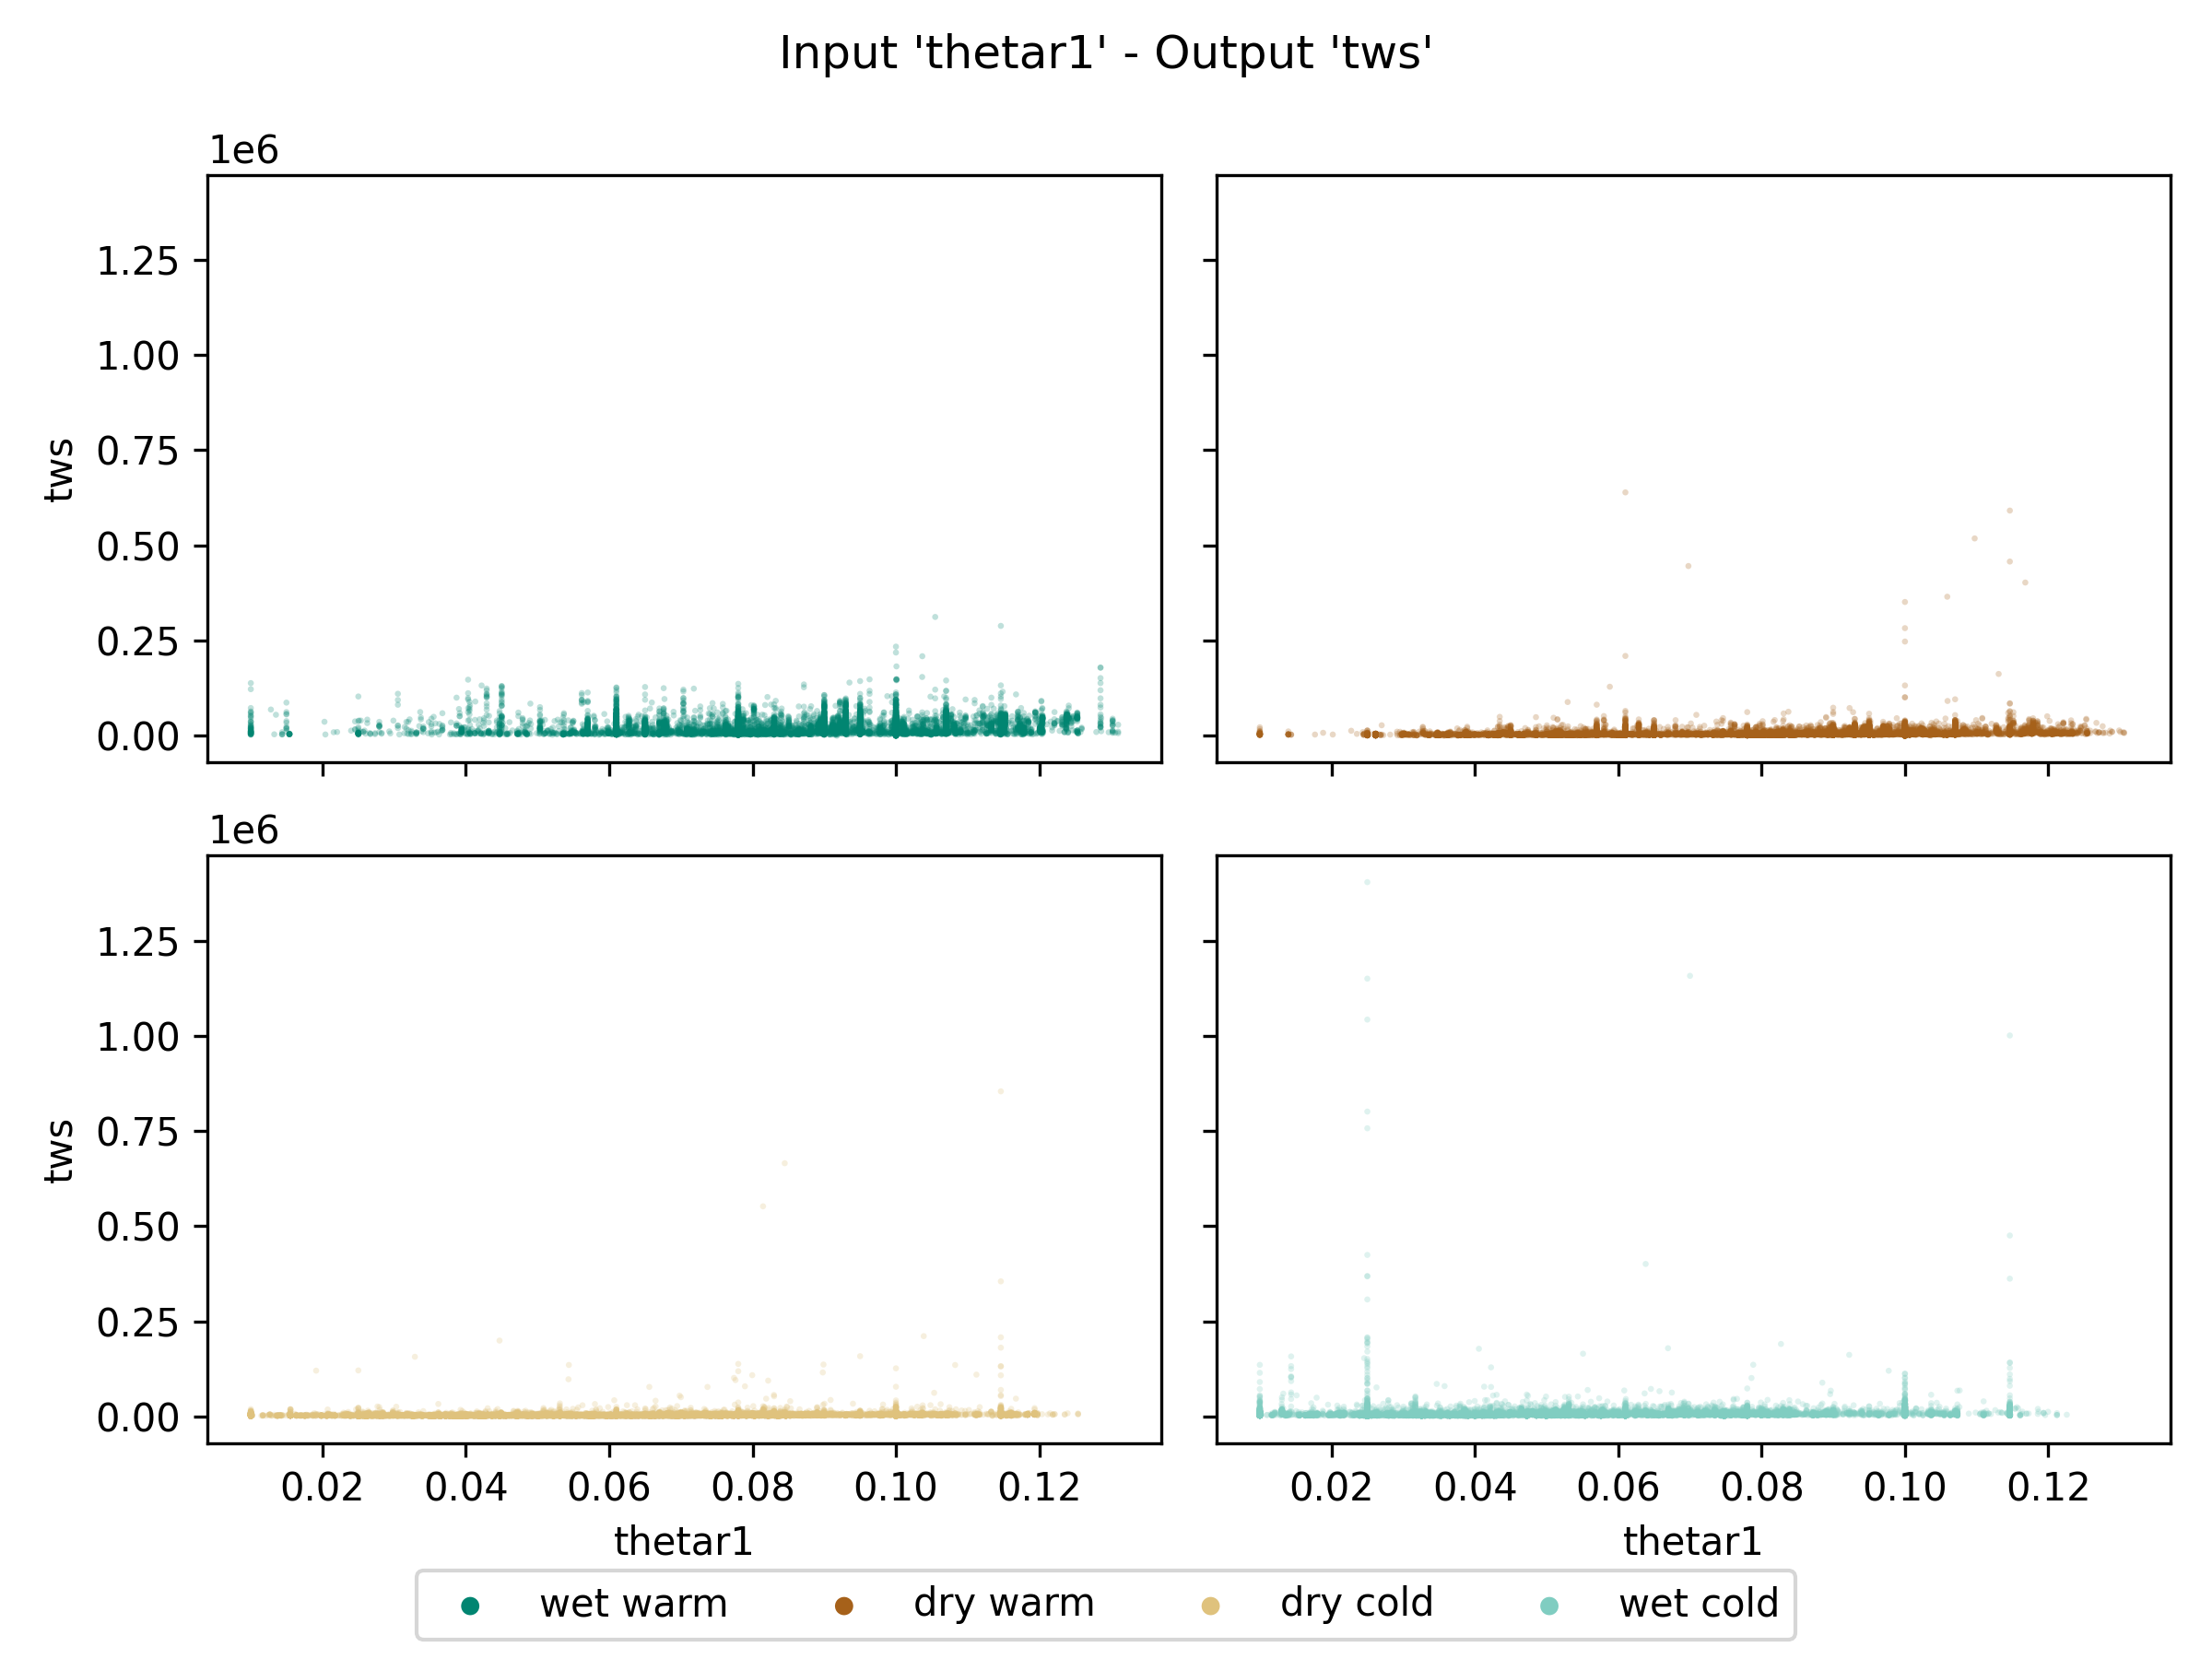 Input 'thetar1' - Output 'tws'
1e6
1.25
1.00
0.75
0.50
0.25
0.00
tws
1e6
1.25
1.00
0.75
0.50
0.25
0.00
tws
0.02 0.04 0.06 0.08 0.10 0.12
0.02 0.04 0.06 0.08 0.10 0.12
thetar1
thetar1
wet warm dry warm dry cold wet cold